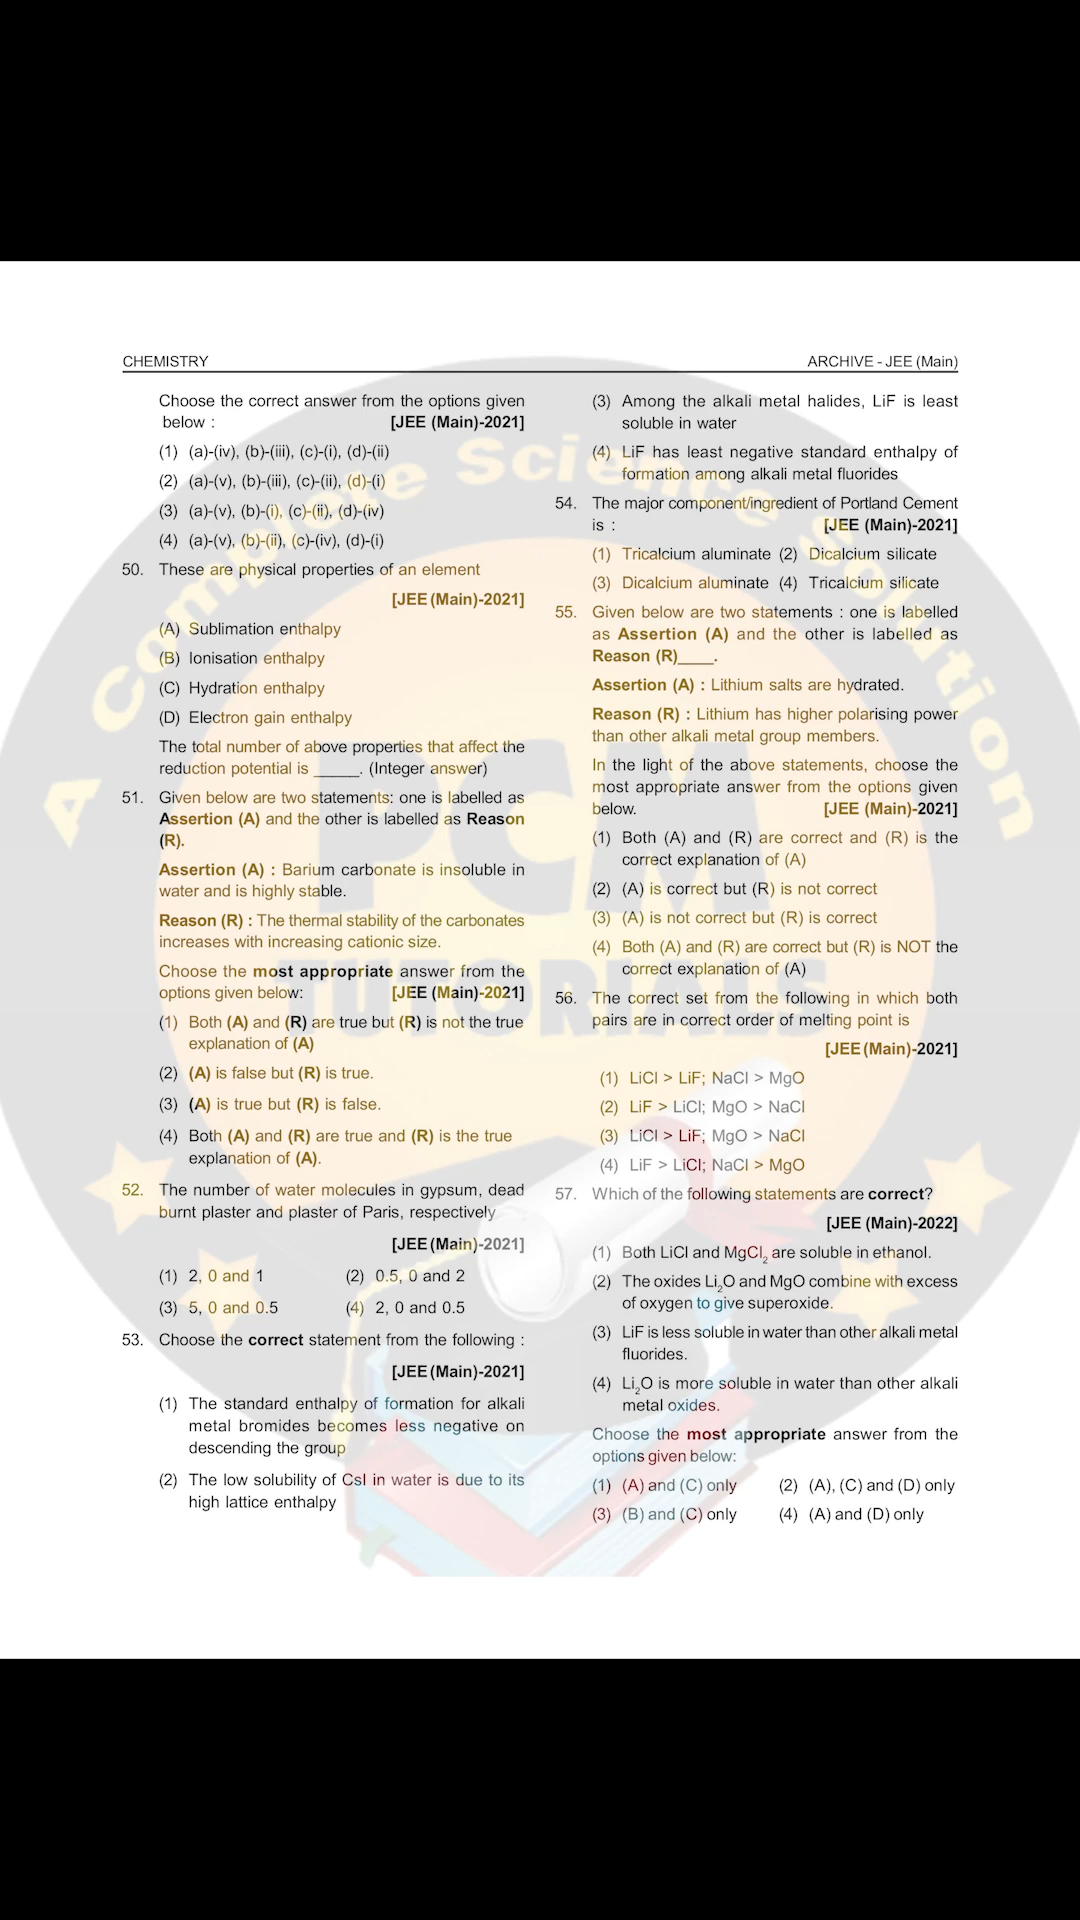 CHEMISTRY
ARCHIVE - JEE (Main)
Choose the correct answer from the options given
below : [JEE (Main)-2021]
(1) (a)-(iv), (b)-(iii), (c)-(i), (d)-(ii)
(2) (a)-(v), (b)-(iii), (c)-(ii), (d)-(i)
(3) (a)-(v), (b)-(i), (c)-(ii), (d)-(iv)
(4) (a)-(v), (b)-(ii), (c)-(iv), (d)-(i)
50. These are physical properties of an element
[JEE (Main)-2021]
(A) Sublimation enthalpy
(B) Ionisation enthalpy
(C) Hydration enthalpy
(D) Electron gain enthalpy
The total number of above properties that affect the
reduction potential is ______. (Integer answer)
51. Given below are two statements: one is labelled as
Assertion (A) and the other is labelled as Reason
(R).
Assertion (A) : Barium carbonate is insoluble in
water and is highly stable.
Reason (R) : The thermal stability of the carbonates
increases with increasing cationic size.
Choose the most appropriate answer from the
options given below: [JEE (Main)-2021]
(1) Both (A) and (R) are true but (R) is not the true
explanation of (A)
(2) (A) is false but (R) is true.
(3) (A) is true but (R) is false.
(4) Both (A) and (R) are true and (R) is the true
explanation of (A).
52. The number of water molecules in gypsum, dead
burnt plaster and plaster of Paris, respectively
[JEE (Main)-2021]
(1) 2, 0 and 1 (2) 0.5, 0 and 2
(3) 5, 0 and 0.5 (4) 2, 0 and 0.5
53. Choose the correct statement from the following :
[JEE (Main)-2021]
(1) The standard enthalpy of formation for alkali
metal bromides becomes less negative on
descending the group
(2) The low solubility of CsI in water is due to its
high lattice enthalpy
(3) Among the alkali metal halides, LiF is least
soluble in water
(4) LiF has least negative standard enthalpy of
formation among alkali metal fluorides
54. The major component/ingredient of Portland Cement
is : [JEE (Main)-2021]
(1) Tricalcium aluminate (2) Dicalcium silicate
(3) Dicalcium aluminate (4) Tricalcium silicate
55. Given below are two statements : one is labelled
as Assertion (A) and the other is labelled as
Reason (R)____.
Assertion (A) : Lithium salts are hydrated.
Reason (R) : Lithium has higher polarising power
than other alkali metal group members.
In the light of the above statements, choose the
most appropriate answer from the options given
below. [JEE (Main)-2021]
(1) Both (A) and (R) are correct and (R) is the
correct explanation of (A)
(2) (A) is correct but (R) is not correct
(3) (A) is not correct but (R) is correct
(4) Both (A) and (R) are correct but (R) is NOT the
correct explanation of (A)
56. The correct set from the following in which both
pairs are in correct order of melting point is
[JEE (Main)-2021]
(1) LiCl > LiF; NaCl > MgO
(2) LiF > LiCl; MgO > NaCl
(3) LiCl > LiF; MgO > NaCl
(4) LiF > LiCl; NaCl > MgO
57. Which of the following statements are correct?
[JEE (Main)-2022]
(1) Both LiCl and MgCl₂ are soluble in ethanol.
(2) The oxides Li₂O and MgO combine with excess
of oxygen to give superoxide.
(3) LiF is less soluble in water than other alkali metal
fluorides.
(4) Li₂O is more soluble in water than other alkali
metal oxides.
Choose the most appropriate answer from the
options given below:
(1) (A) and (C) only (2) (A), (C) and (D) only
(3) (B) and (C) only (4) (A) and (D) only
A Complete Science Solution
PCM
TUTORIALS